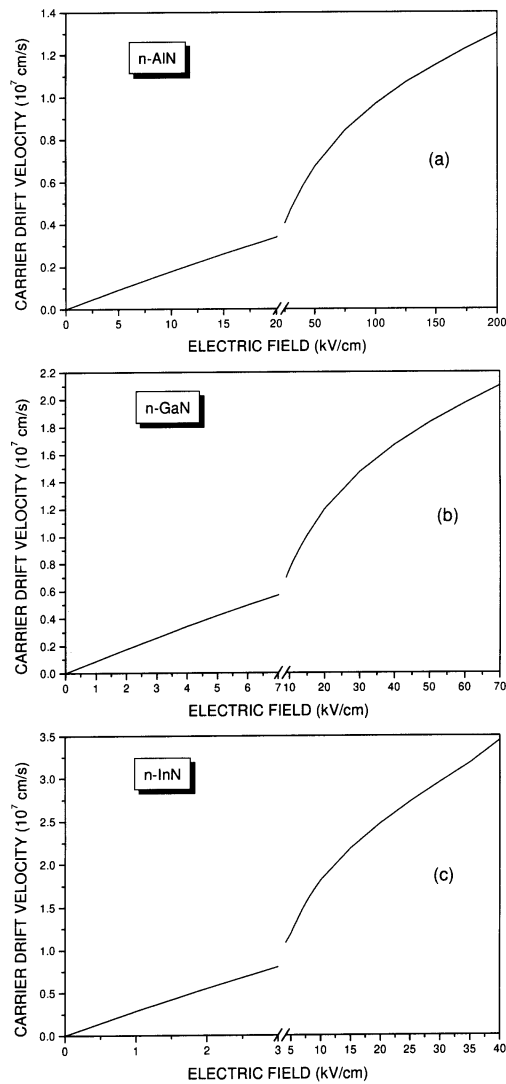 1.4
1.2
1.0
0.8
0.6
0.4
0.2
0.0
CARRIER DRIFT VELOCITY (10⁷ cm/s)
n-AlN
(a)
0 5 10 15 20 50 100 150 200
ELECTRIC FIELD (kV/cm)
2.2
2.0
1.8
1.6
1.4
1.2
1.0
0.8
0.6
0.4
0.2
0.0
CARRIER DRIFT VELOCITY (10⁷ cm/s)
n-GaN
(b)
0 1 2 3 4 5 6 7 10 20 30 40 50 60 70
ELECTRIC FIELD (kV/cm)
3.5
3.0
2.5
2.0
1.5
1.0
0.5
0.0
CARRIER DRIFT VELOCITY (10⁷ cm/s)
n-InN
(c)
0 1 2 3 5 10 15 20 25 30 35 40
ELECTRIC FIELD (kV/cm)